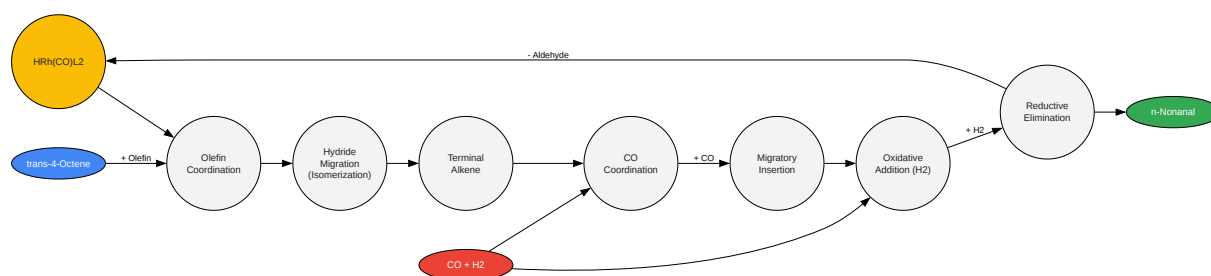 - Aldehyde
HRh(CO)L2
trans-4-Octene
+ Olefin
Olefin
Coordination
Hydride
Migration
(Isomerization)
Terminal
Alkene
CO
Coordination
+ CO
Migratory
Insertion
Oxidative
Addition (H2)
+ H2
Reductive
Elimination
n-Nonanal
CO + H2